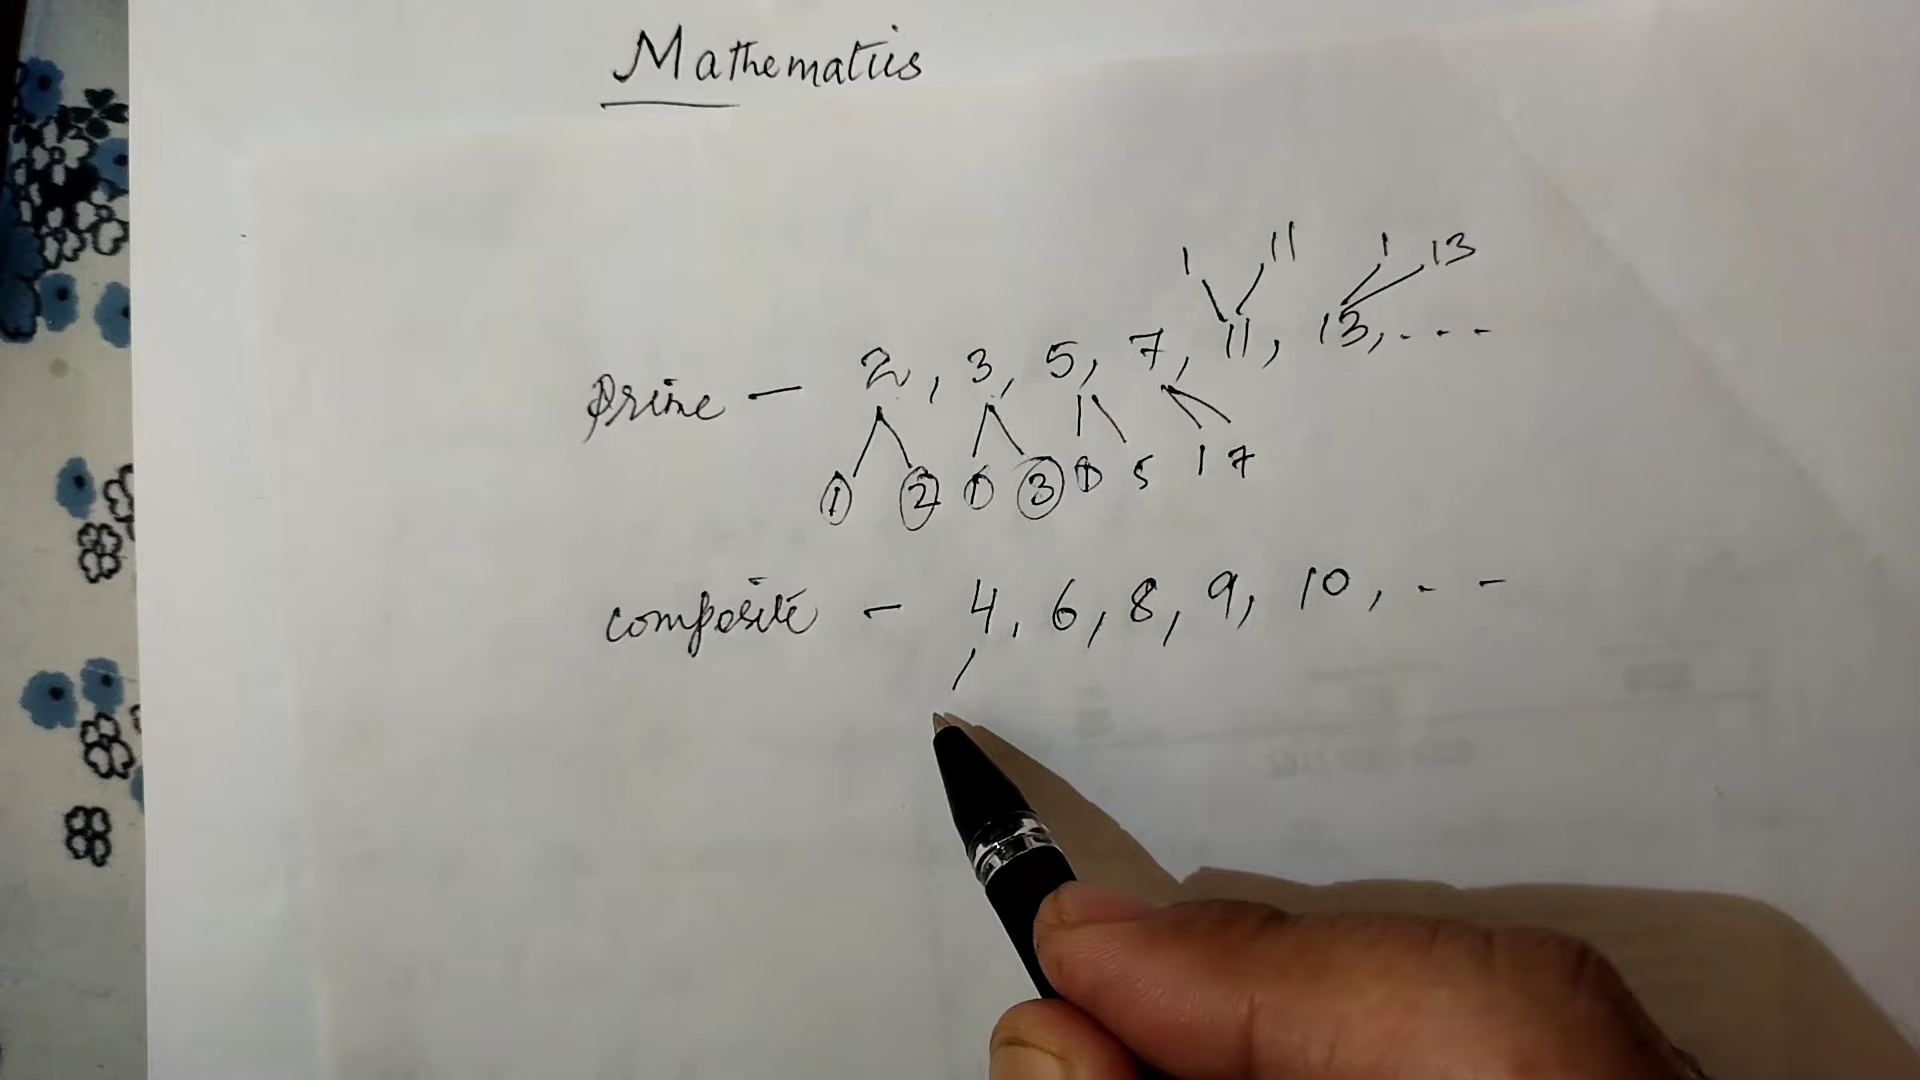 Mathematics
1 11 1 13
Prime — 2, 3, 5, 7, 11, 13, ...
1 2 1 3 1 5 1 7
composite - 4, 6, 8, 9, 10, . -